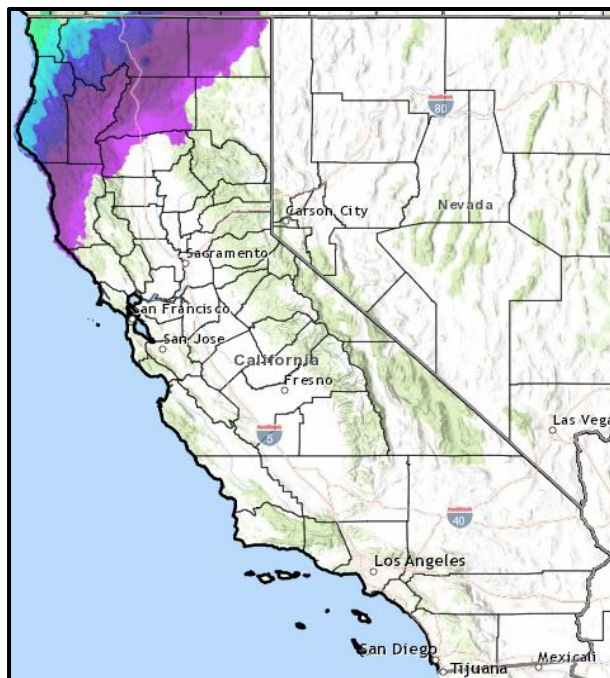 80
Carson City
Nevada
Sacramento
San Francisco
San Jose
California
Fresno
Las Vega
5
40
Los Angeles
San Diego
Mexicali
Tijuana